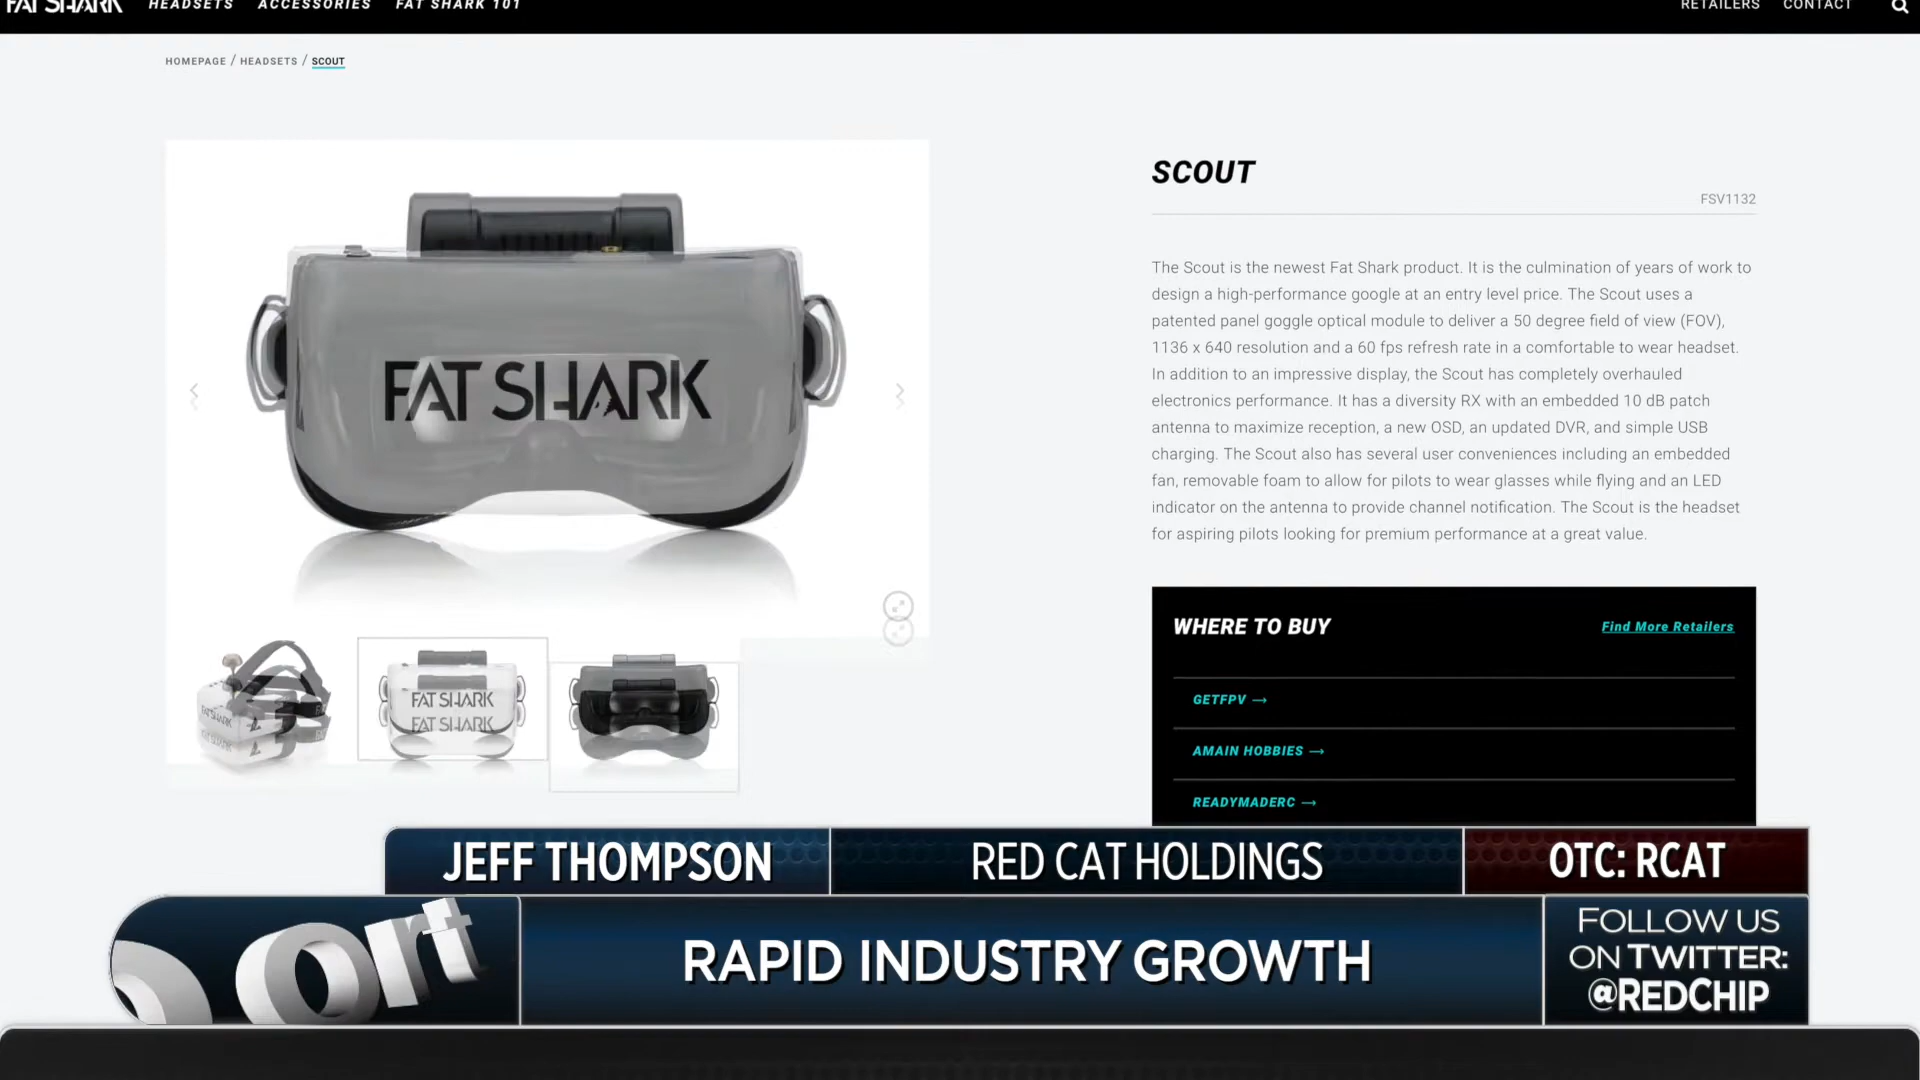 FAT SHARK HEADSETS ACCESSORIES FAT SHARK 101 RETAILERS CONTACT
HOMEPAGE / HEADSETS / SCOUT
FAT SHARK
FAT SHARK
FAT SHARK
FAT SHARK
FAT SHARK
SCOUT
FSV1132
The Scout is the newest Fat Shark product. It is the culmination of years of work to
design a high-performance google at an entry level price. The Scout uses a
patented panel goggle optical module to deliver a 50 degree field of view (FOV),
1136 x 640 resolution and a 60 fps refresh rate in a comfortable to wear headset.
In addition to an impressive display, the Scout has completely overhauled
electronics performance. It has a diversity RX with an embedded 10 dB patch
antenna to maximize reception, a new OSD, an updated DVR, and simple USB
charging. The Scout also has several user conveniences including an embedded
fan, removable foam to allow for pilots to wear glasses while flying and an LED
indicator on the antenna to provide channel notification. The Scout is the headset
for aspiring pilots looking for premium performance at a great value.
WHERE TO BUY
Find More Retailers
GETFPV →
AMAIN HOBBIES →
READYMADERC →
JEFF THOMPSON
RED CAT HOLDINGS
OTC: RCAT
ort
RAPID INDUSTRY GROWTH
FOLLOW US
ON TWITTER:
@REDCHIP